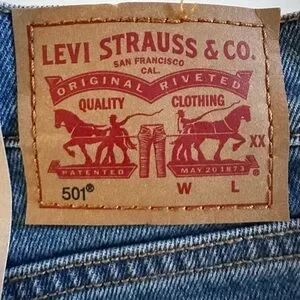 LEVI STRAUSS & CO.
SAN FRANCISCO
CAL.
ORIGINAL RIVETED
QUALITY CLOTHING
XX
PATENTED MAY 20 1873
501® W L